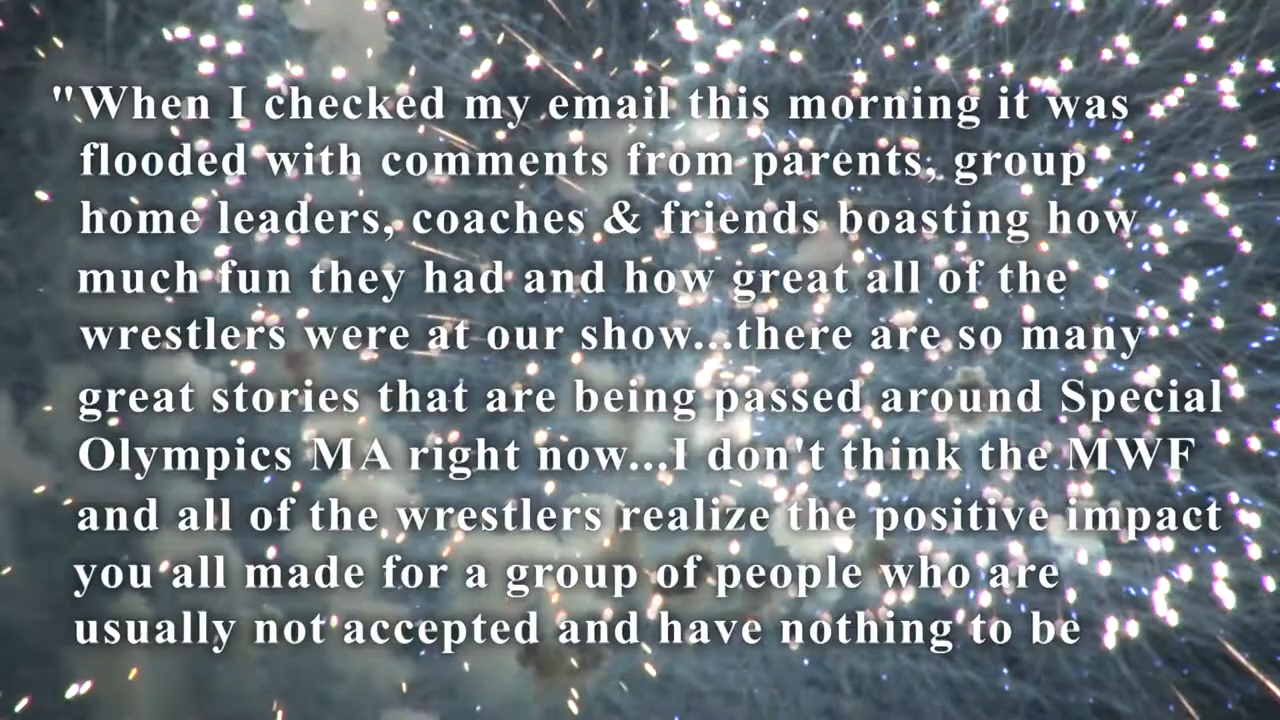 "When I checked my email this morning it was
flooded with comments from parents, group
home leaders, coaches & friends boasting how
much fun they had and how great all of the
wrestlers were at our show...there are so many
great stories that are being passed around Special
Olympics MA right now...I don't think the MWF
and all of the wrestlers realize the positive impact
you all made for a group of people who are
usually not accepted and have nothing to be